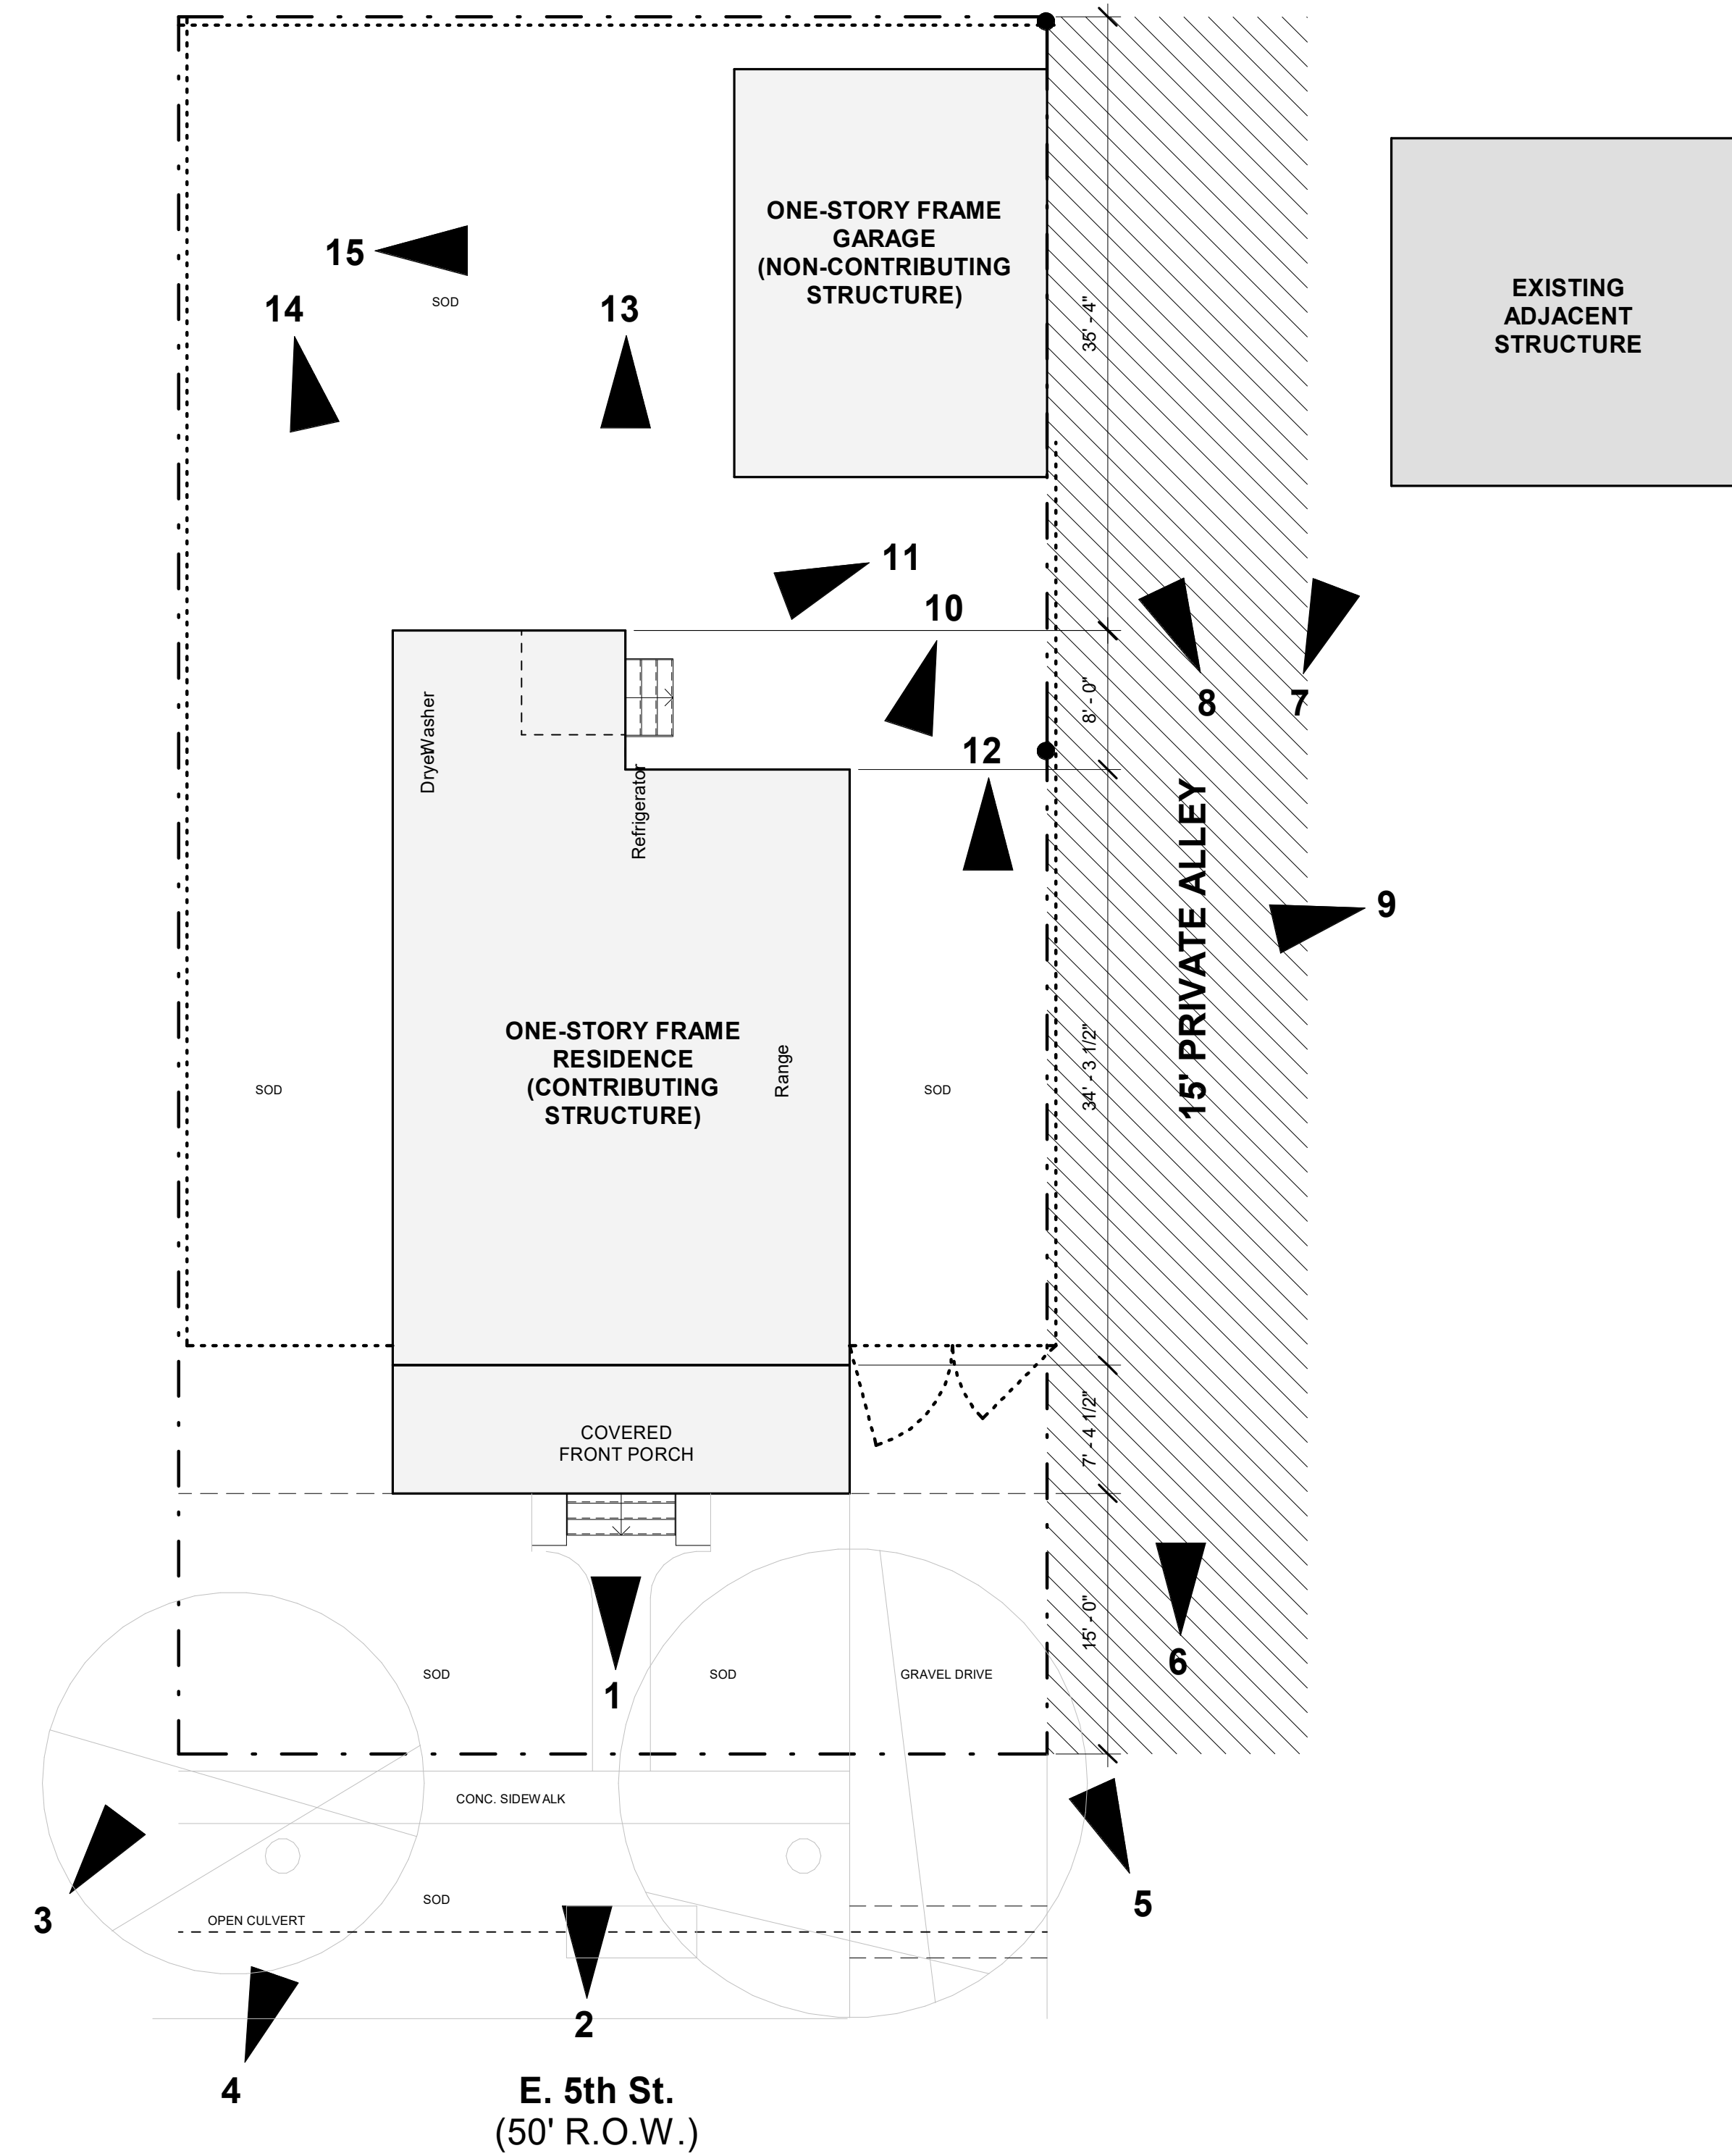 ONE-STORY FRAME
GARAGE
(NON-CONTRIBUTING
STRUCTURE)
EXISTING
ADJACENT
STRUCTURE
15
14
SOD
13
35' - 4"
11
10
8
7
8' - 0"
12
Washer
Dryer
Refrigerator
15' PRIVATE ALLEY
9
ONE-STORY FRAME
RESIDENCE
(CONTRIBUTING
STRUCTURE)
Range
SOD
SOD
34' - 3 1/2"
COVERED
FRONT PORCH
7' - 4 1/2"
15' - 0"
6
SOD
1
SOD
GRAVEL DRIVE
CONC. SIDEWALK
3
SOD
OPEN CULVERT
5
2
4
E. 5th St.
(50' R.O.W.)